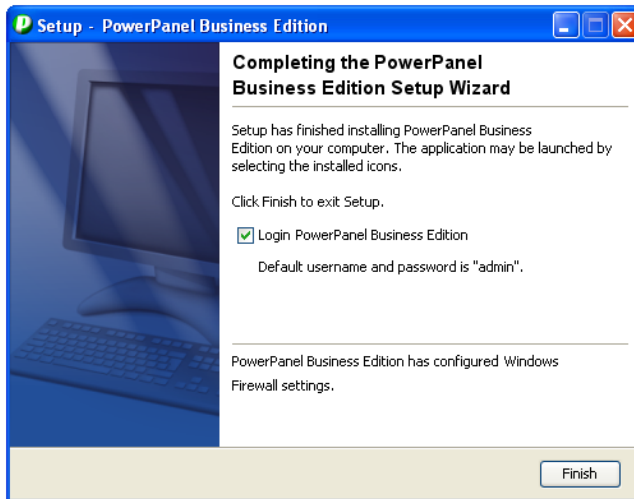 Setup - PowerPanel Business Edition
Completing the PowerPanel
Business Edition Setup Wizard
Setup has finished installing PowerPanel Business
Edition on your computer. The application may be launched by
selecting the installed icons.
Click Finish to exit Setup.
Login PowerPanel Business Edition
Default username and password is "admin".
PowerPanel Business Edition has configured Windows
Firewall settings.
Finish